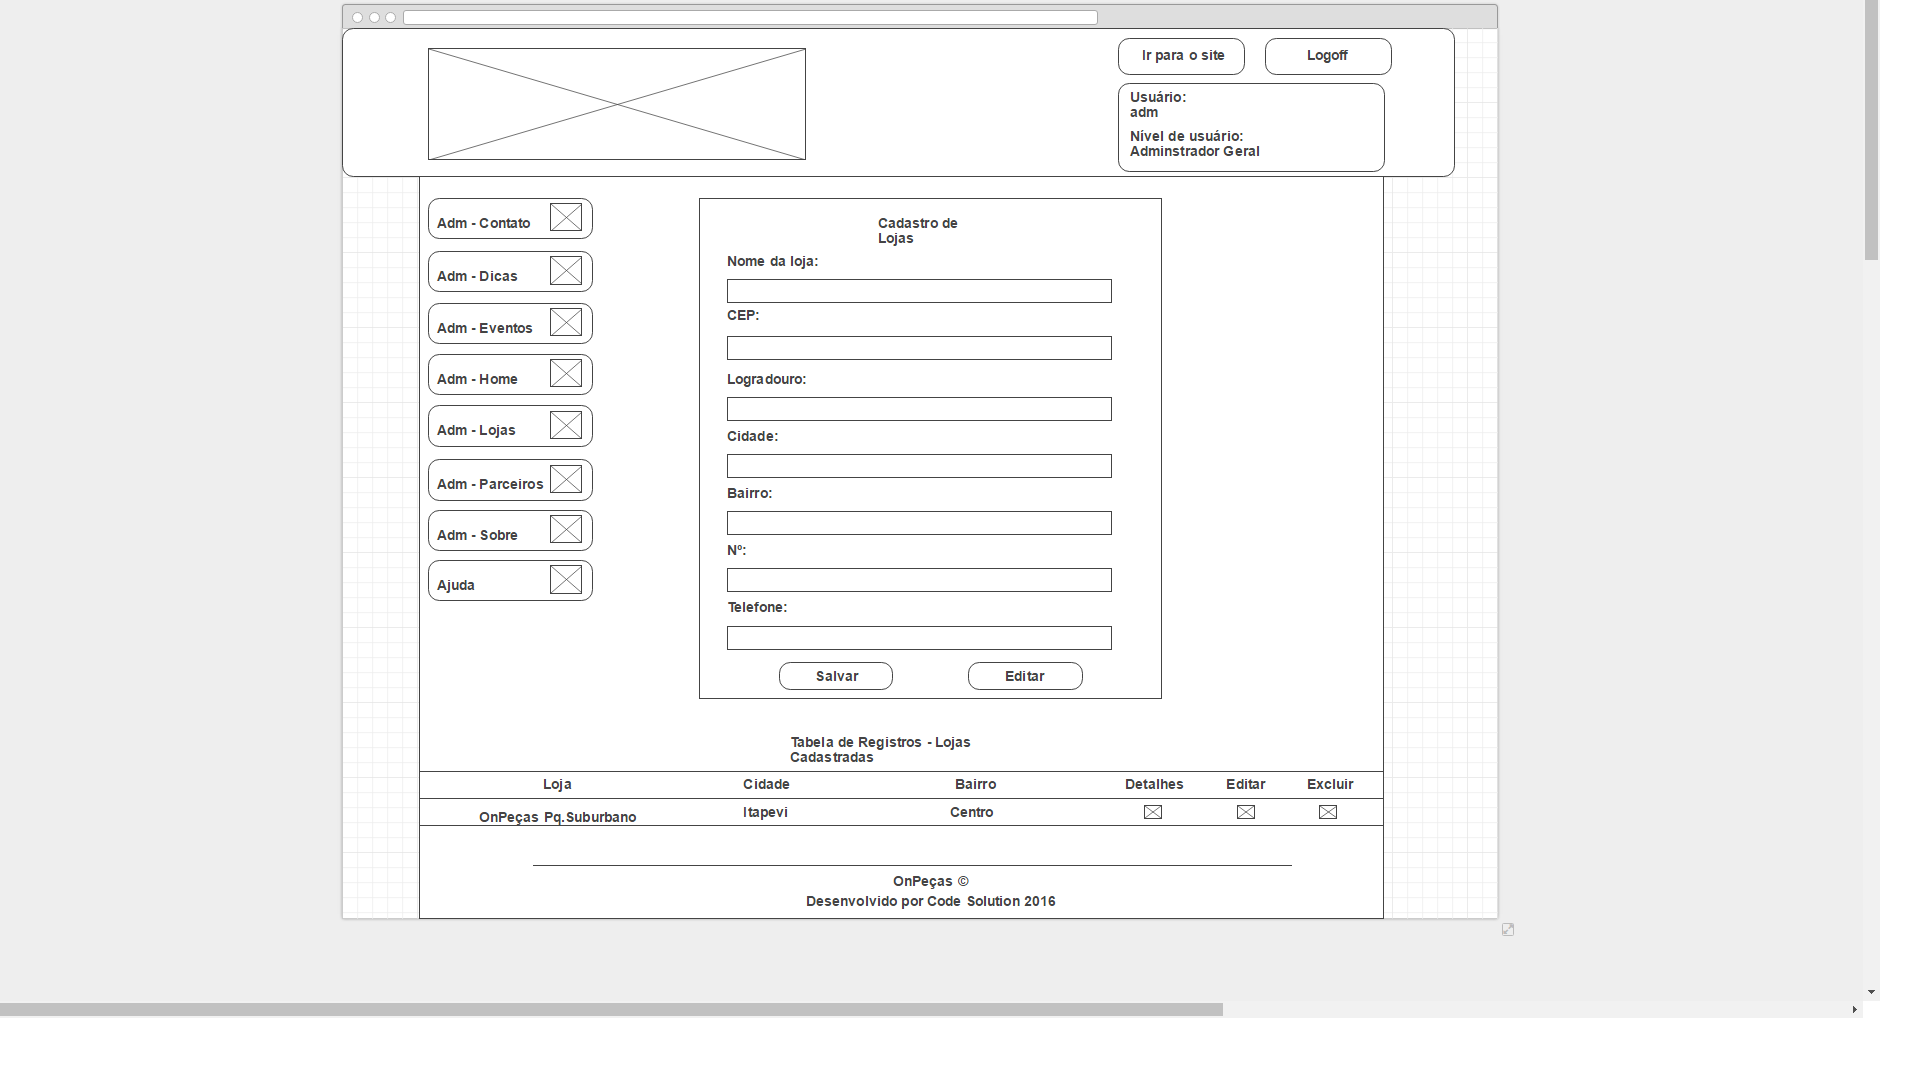 Ir para o site
Logoff
Usuário:
adm
Nível de usuário:
Adminstrador Geral
Adm - Contato
Adm - Dicas
Adm - Eventos
Adm - Home
Adm - Lojas
Adm - Parceiros
Adm - Sobre
Ajuda
Cadastro de
Lojas
Nome da loja:
CEP:
Logradouro:
Cidade:
Bairro:
Nº:
Telefone:
Salvar
Editar
Tabela de Registros - Lojas
Cadastradas
Loja Cidade Bairro Detalhes Editar Excluir
OnPeças Pq.Suburbano Itapevi Centro
OnPeças ©
Desenvolvido por Code Solution 2016